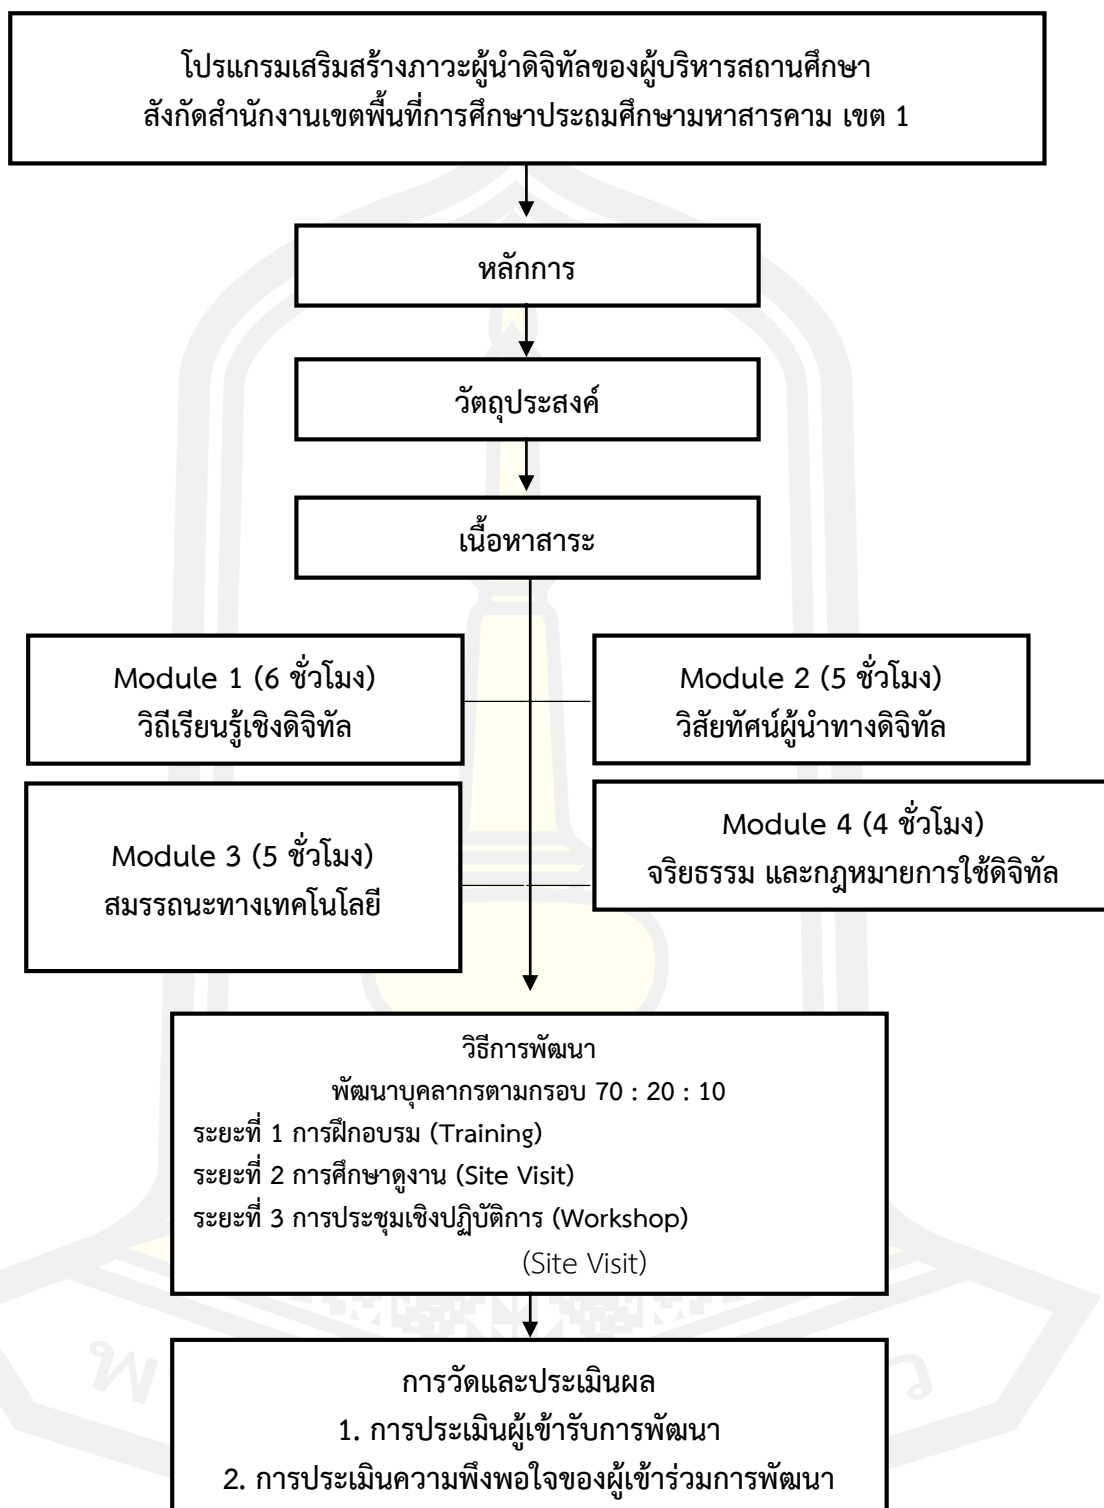 โปรแกรมเสริมสร้างภาวะผู้นำดิจิทัลของผู้บริหารสถานศึกษา
สังกัดสำนักงานเขตพื้นที่การศึกษาประถมศึกษามหาสารคาม เขต 1
หลักการ
วัตถุประสงค์
เนื้อหาสาระ
Module 1 (6 ชั่วโมง)
วิถีเรียนรู้เชิงดิจิทัล
Module 2 (5 ชั่วโมง)
วิสัยทัศน์ผู้นำทางดิจิทัล
Module 3 (5 ชั่วโมง)
สมรรถนะทางเทคโนโลยี
Module 4 (4 ชั่วโมง)
จริยธรรม และกฎหมายการใช้ดิจิทัล
วิธีการพัฒนา
พัฒนาบุคลากรตามกรอบ 70 : 20 : 10
ระยะที่ 1 การฝึกอบรม (Training)
ระยะที่ 2 การศึกษาดูงาน (Site Visit)
ระยะที่ 3 การประชุมเชิงปฏิบัติการ (Workshop)
(Site Visit)
การวัดและประเมินผล
1. การประเมินผู้เข้ารับการพัฒนา
2. การประเมินความพึงพอใจของผู้เข้าร่วมการพัฒนา